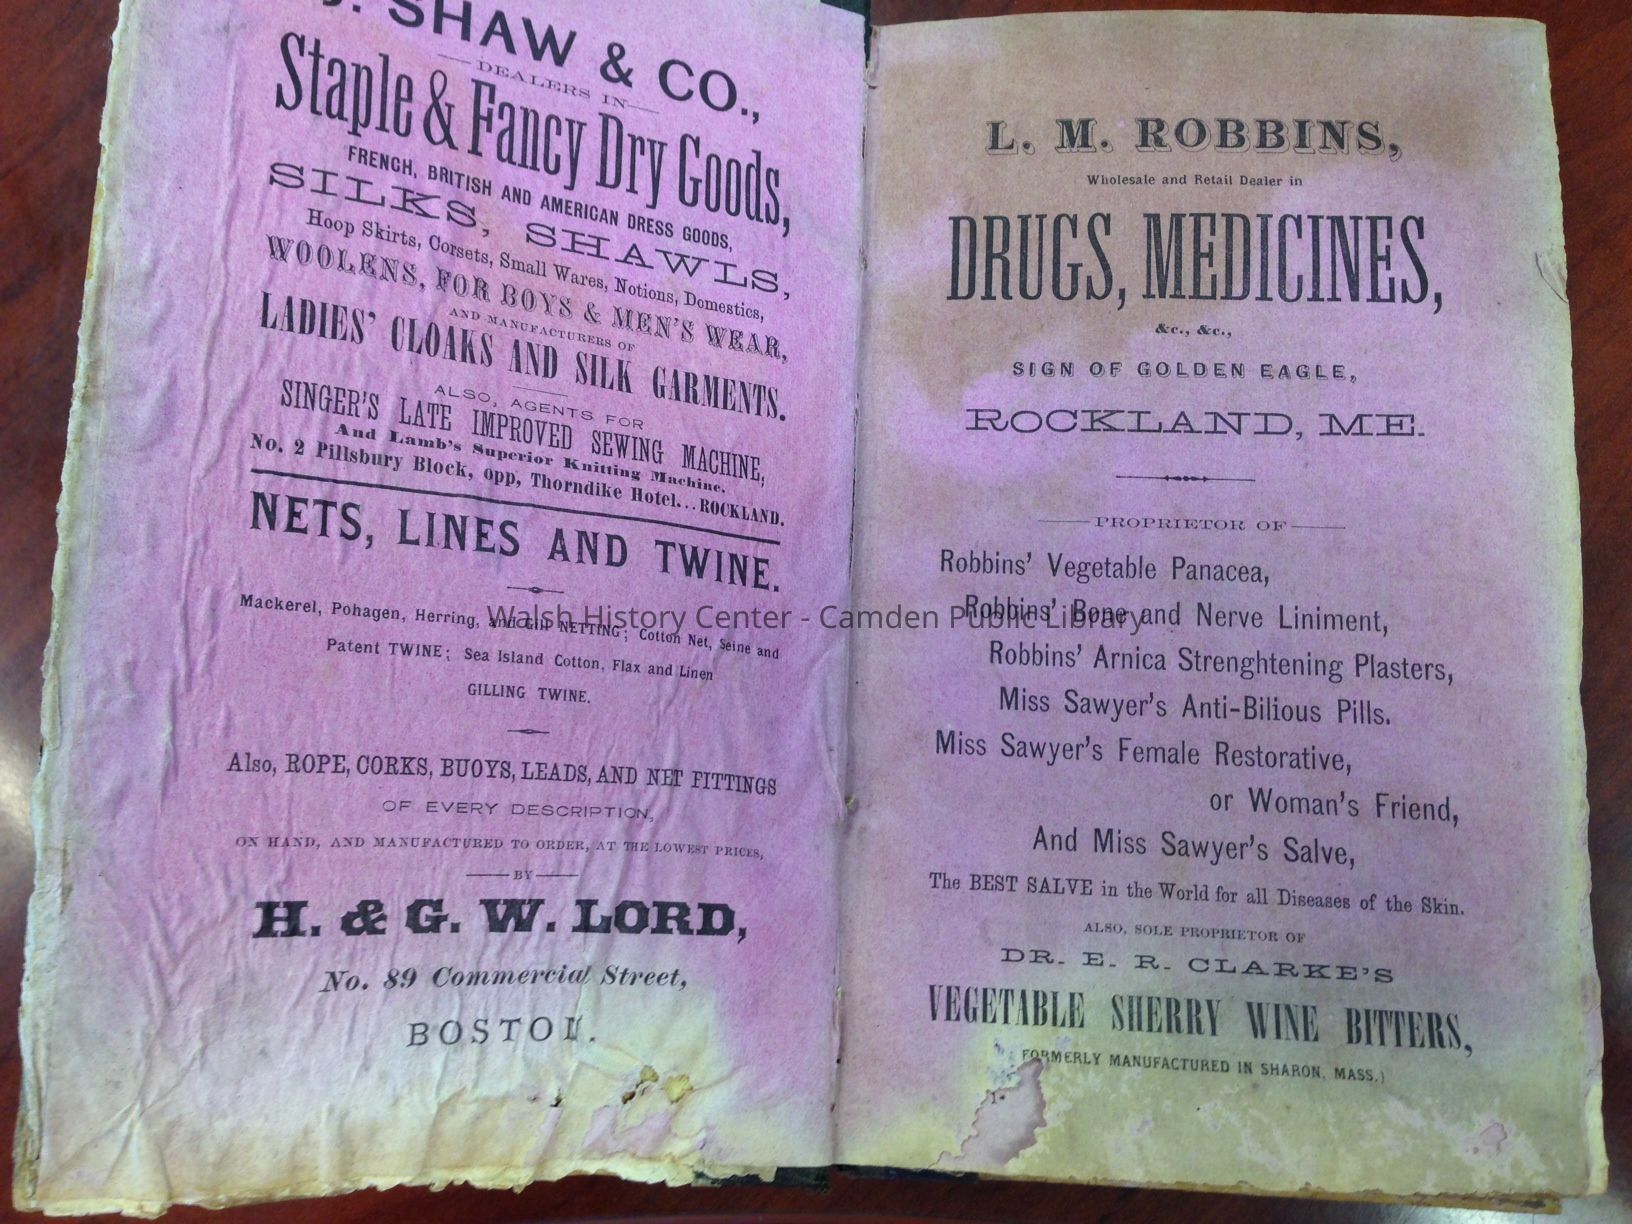 SHAW & CO.,
DEALERS IN
Staple & Fancy Dry Goods,
FRENCH, BRITISH AND AMERICAN DRESS GOODS,
SILKS, SHAWLS,
Hoop Skirts, Corsets, Small Wares, Notions, Domestics,
WOOLENS, FOR BOYS & MEN'S WEAR,
AND MANUFACTURERS OF
LADIES' CLOAKS AND SILK GARMENTS.
ALSO, AGENTS FOR
SINGER'S LATE IMPROVED SEWING MACHINE,
And Lamb's Superior Knitting Machine.
No. 2 Pillsbury Block, opp, Thorndike Hotel...ROCKLAND.
NETS, LINES AND TWINE.
Mackerel, Pohagen, Herring, and Gill NETTING; Cotton Net, Seine and
Patent TWINE; Sea Island Cotton, Flax and Linen
GILLING TWINE.
Also, ROPE, CORKS, BUOYS, LEADS, AND NET FITTINGS
OF EVERY DESCRIPTION,
ON HAND, AND MANUFACTURED TO ORDER, AT THE LOWEST PRICES,
BY
H. & G. W. LORD,
No. 89 Commercial Street,
BOSTON.
L. M. ROBBINS,
Wholesale and Retail Dealer in
DRUGS, MEDICINES,
&c., &c.,
SIGN OF GOLDEN EAGLE,
ROCKLAND, ME.
PROPRIETOR OF
Robbins' Vegetable Panacea,
Robbins' Bone and Nerve Liniment,
Robbins' Arnica Strenghtening Plasters,
Miss Sawyer's Anti-Bilious Pills.
Miss Sawyer's Female Restorative,
or Woman's Friend,
And Miss Sawyer's Salve,
The BEST SALVE in the World for all Diseases of the Skin.
ALSO, SOLE PROPRIETOR OF
DR. E. R. CLARKE'S
VEGETABLE SHERRY WINE BITTERS,
FORMERLY MANUFACTURED IN SHARON, MASS.)
Walsh History Center - Camden Public Library